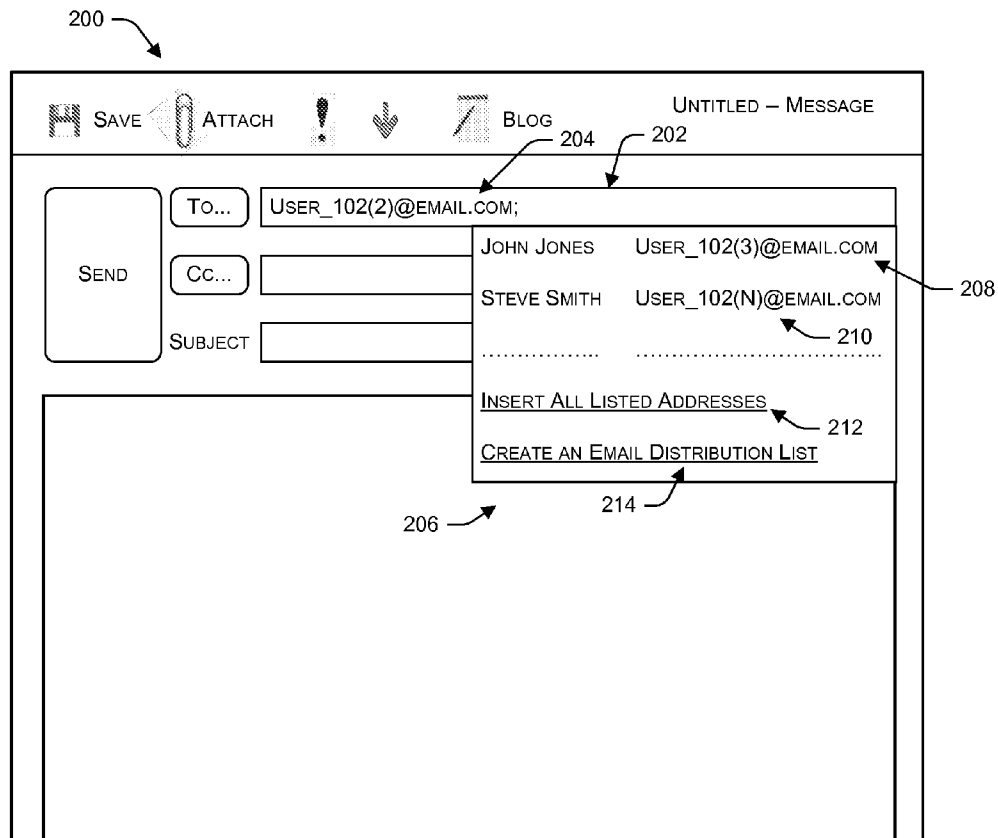 200
SAVE ATTACH BLOG UNTITLED – MESSAGE
204 202
TO... USER_102(2)@EMAIL.COM;
JOHN JONES USER_102(3)@EMAIL.COM
SEND CC... 208
STEVE SMITH USER_102(N)@EMAIL.COM
210
SUBJECT
INSERT ALL LISTED ADDRESSES
212
CREATE AN EMAIL DISTRIBUTION LIST
214
206